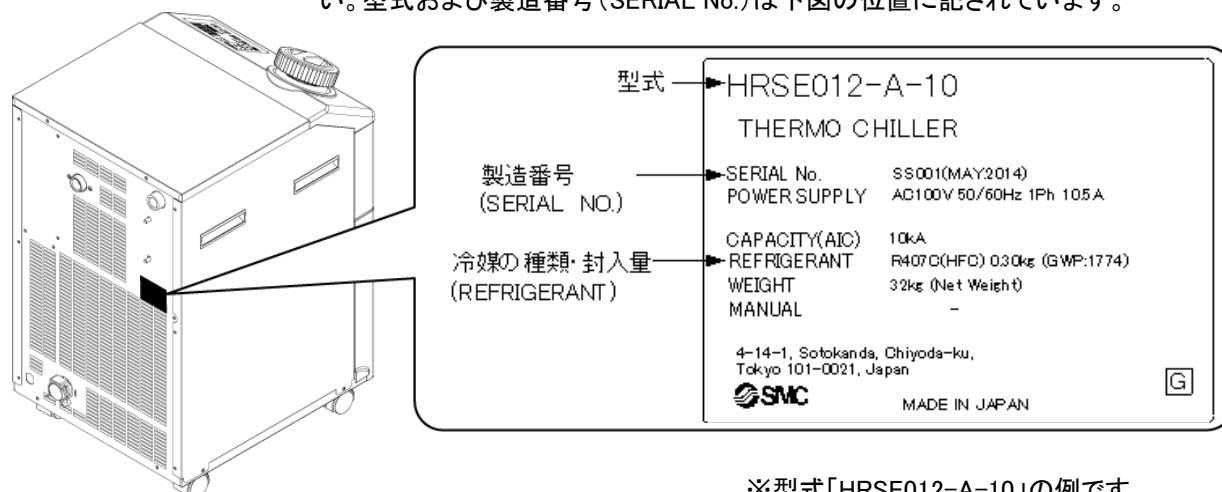 い。型式および製造番号(SERIAL No.)は下図の位置に記されています。
型式
HRSE012-A-10
THERMO CHILLER
製造番号
(SERIAL NO.)
SERIAL No. SS001(MAY2014)
POWER SUPPLY AC100V 50/60Hz 1Ph 10.5A
CAPACITY(AIC) 10kA
冷媒の種類・封入量
(REFRIGERANT)
REFRIGERANT R407C(HFC) 0.30kg (GWP:1774)
WEIGHT 32kg (Net Weight)
MANUAL -
4-14-1, Sotokanda, Chiyoda-ku,
Tokyo 101-0021, Japan
SMC
MADE IN JAPAN
G
※型式「HRSE012-A-10」の例です